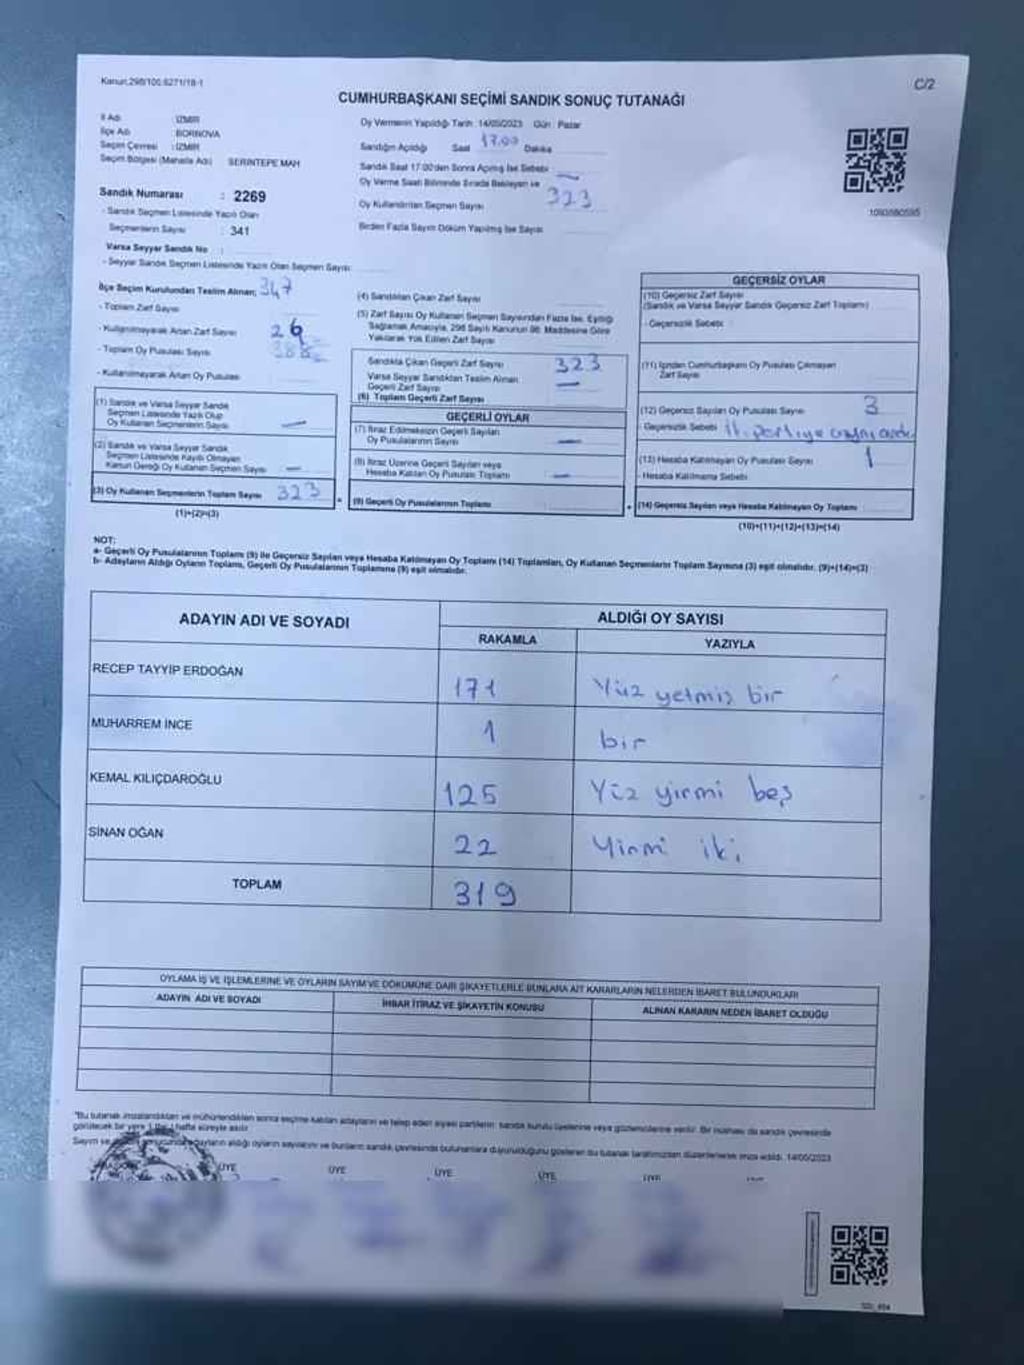 Kanun;298/100.6271/18-1
C/2
CUMHURBAŞKANI SEÇİMİ SANDIK SONUÇ TUTANAĞI
İl Adı : İZMİR
İlçe Adı : BORNOVA
Seçim Çevresi : İZMİR
Seçim Bölgesi (Mahalle Adı) SERİNTEPE MAH
Sandık Numarası : 2269
- Sandık Seçmen Listesinde Yazılı Olan
Seçmenlerin Sayısı : 341
Varsa Seyyar Sandık No :
- Seyyar Sandık Seçmen Listesinde Yazılı Olan Seçmen Sayısı:
Oy Vermenin Yapıldığı Tarih :14/05/2023 Gün : Pazar
Sandığın Açıldığı Saat 17.00 Dakika
Sandık Saat 17.00'den Sonra Açılmış İse Sebebi
Oy Verme Saati Bitiminde Sırada Bekleyen ve
Oy Kullandırılan Seçmen Sayısı 323
Birden Fazla Sayım Döküm Yapılmış İse Sayısı
1090880595
İlçe Seçim Kurulundan Teslim Alınan; 347
- Toplam Zarf Sayısı
- Kullanılmayarak Artan Zarf Sayısı 26
- Toplam Oy Pusulası Sayısı
- Kullanılmayarak Artan Oy Pusulası
(1) Sandık ve Varsa Seyyar Sandık
Seçmen Listesinde Yazılı Olup
Oy Kullanan Seçmenlerin Sayısı —
(2) Sandık ve Varsa Seyyar Sandık
Seçmen Listesinde Kayıtlı Olmayan
Kanun Gereği Oy Kullanan Seçmen Sayısı —
(3) Oy Kullanan Seçmenlerin Toplam Sayısı 323
(1)+(2)=(3)
(4) Sandıktan Çıkan Zarf Sayısı
(5) Zarf Sayısı Oy Kullanan Seçmen Sayısından Fazla İse, Eşitliği
Sağlamak Amacıyla, 298 Sayılı Kanunun 98. Maddesine Göre
Yakılarak Yok Edilen Zarf Sayısı
Sandıkta Çıkan Geçerli Zarf Sayısı 323
Varsa Seyyar Sandıktan Teslim Alınan
Geçerli Zarf Sayısı —
(6) Toplam Geçerli Zarf Sayısı
GEÇERLİ OYLAR
(7) İtiraz Edilmeksizin Geçerli Sayılan
Oy Pusulalarının Sayısı —
(8) İtiraz Üzerine Geçerli Sayılan veya
Hesaba Katılan Oy Pusulası Toplamı —
(9) Geçerli Oy Pusulalarının Toplamı
GEÇERSİZ OYLAR
(10) Geçersiz Zarf Sayısı
(Sandık ve Varsa Seyyar Sandık Geçersiz Zarf Toplamı)
- Geçersizlik Sebebi :
(11) İçinden Cumhurbaşkanı Oy Pusulası Çıkmayan
Zarf Sayısı
(12) Geçersiz Sayılan Oy Pusulası Sayısı 3
- Geçersizlik Sebebi
(13) Hesaba Katılmayan Oy Pusulası Sayısı 1
- Hesaba Katılmama Sebebi
(14) Geçersiz Sayılan veya Hesaba Katılmayan Oy Toplamı
(10)+(11)+(12)+(13)=(14)
NOT:
a- Geçerli Oy Pusulalarının Toplamı (9) ile Geçersiz Sayılan veya Hesaba Katılmayan Oy Toplamı (14) Toplamları, Oy Kullanan Seçmenlerin Toplam Sayısına (3) eşit olmalıdır. (9)+(14)=(3)
b- Adayların Aldığı Oyların Toplamı, Geçerli Oy Pusulalarının Toplamına (9) eşit olmalıdır.
ADAYIN ADI VE SOYADI
ALDIĞI OY SAYISI
RAKAMLA YAZIYLA
RECEP TAYYİP ERDOĞAN 171 Yüz yetmiş bir
MUHARREM İNCE 1 bir
KEMAL KILIÇDAROĞLU 125 Yüz yirmi beş
SİNAN OĞAN 22 Yirmi iki
TOPLAM 319
OYLAMA İŞ VE İŞLEMLERİNE VE OYLARIN SAYIM VE DÖKÜMÜNE DAİR ŞİKAYETLERLE BUNLARA AİT KARARLARIN NELERDEN İBARET BULUNDUKLARI
ADAYIN ADI VE SOYADI
İHBAR İTİRAZ VE ŞİKAYETİN KONUSU
ALINAN KARARIN NEDEN İBARET OLDUĞU
"Bu tutanak imzalandıktan ve mühürlendikten sonra seçime katılan adayların ve talep eden siyasi partilerin; sandık kurulu üyelerine veya gözlemcilerine verilir. Bir nüshası da sandık çevresinde
görülecek bir yere 1 (bir) hafta süreyle asılır.
Sayım ve sonucunda adayların aldığı oyların sayılarını ve bunların sandık çevresinde bulunanlara duyurulduğunu gösteren bu tutanak tarafımızdan düzenlenerek imza edildi. 14/05/2023
ÜYE ÜYE ÜYE ÜYE ÜYE